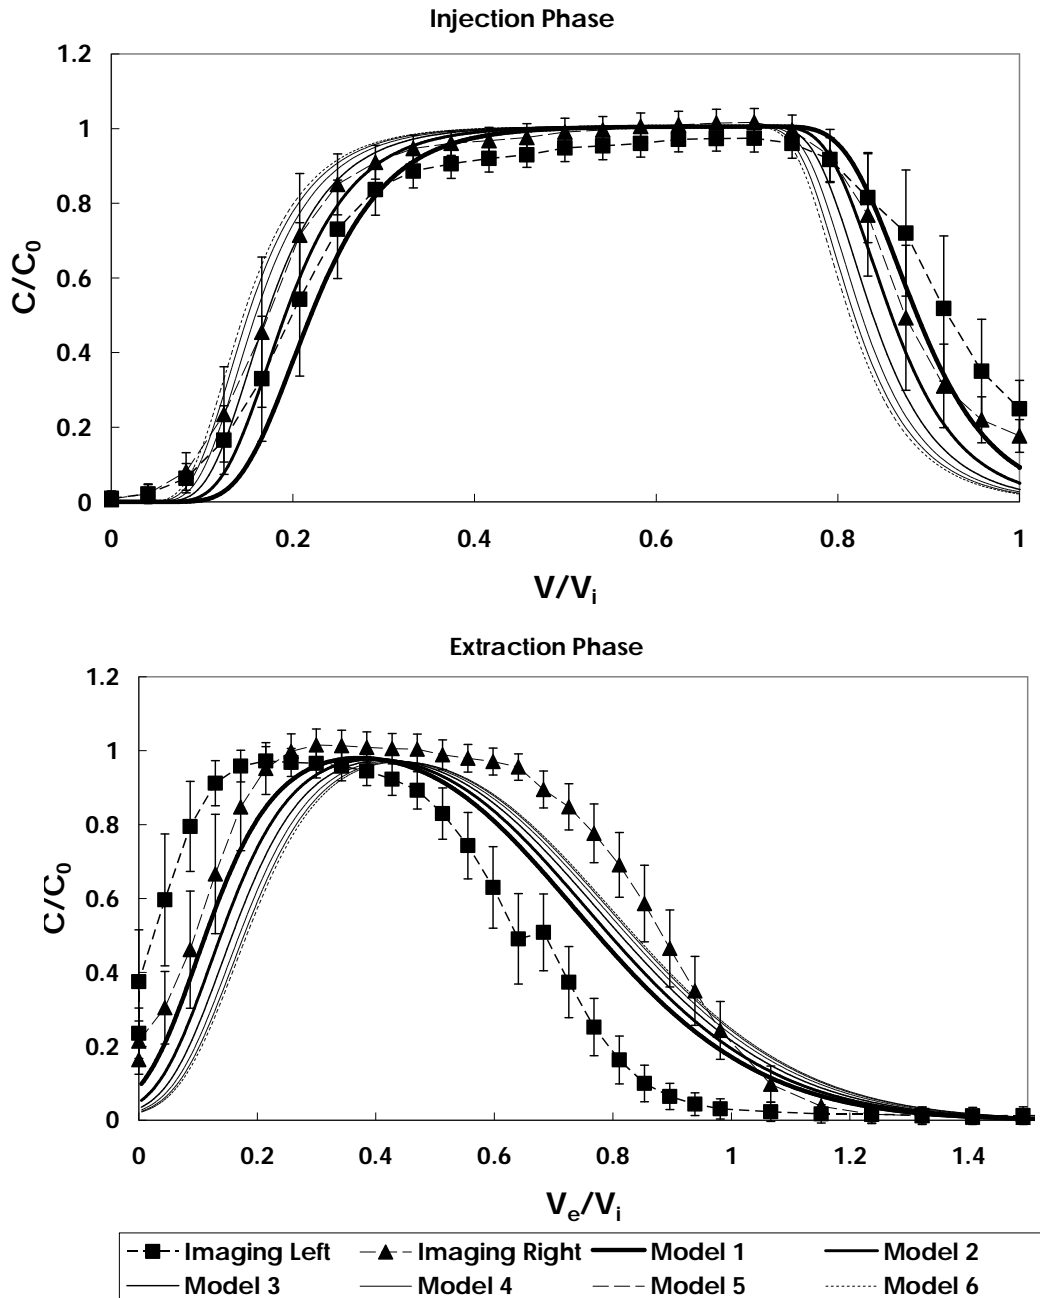 Injection Phase
1.2
1
0.8
0.6
0.4
0.2
0
C/C0
0 0.2 0.4 0.6 0.8 1
V/Vi
Extraction Phase
1.2
1
0.8
0.6
0.4
0.2
0
C/C0
0 0.2 0.4 0.6 0.8 1 1.2 1.4
Ve/Vi
Imaging Left Imaging Right Model 1 Model 2
Model 3 Model 4 Model 5 Model 6